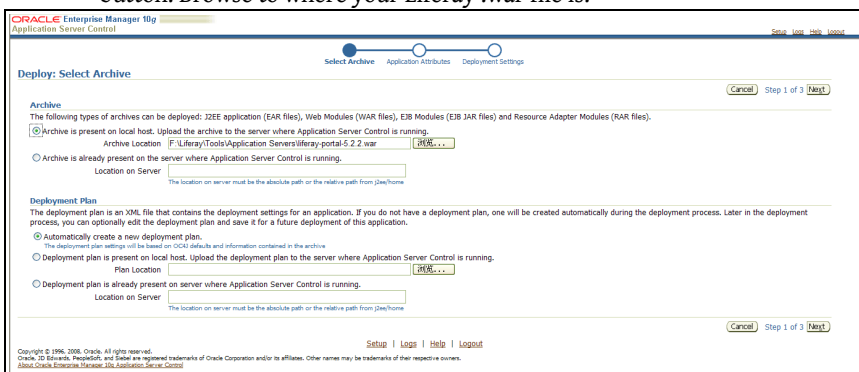 button. Browse to where your Liferay .war file is.
ORACLE Enterprise Manager 10g
Application Server Control
Setup Logs Help Logout
Select Archive Application Attributes Deployment Settings
Deploy: Select Archive
Cancel Step 1 of 3 Next
Archive
The following types of archives can be deployed: J2EE application (EAR files), Web Modules (WAR files), EJB Modules (EJB JAR files) and Resource Adapter Modules (RAR files).
Archive is present on local host. Upload the archive to the server where Application Server Control is running.
Archive Location F:\Liferay\Tools\Application Servers\liferay-portal-5.2.2.war 浏览...
Archive is already present on the server where Application Server Control is running.
Location on Server
The location on server must be the absolute path or the relative path from j2ee/home
Deployment Plan
The deployment plan is an XML file that contains the deployment settings for an application. If you do not have a deployment plan, one will be created automatically during the deployment process. Later in the deployment
process, you can optionally edit the deployment plan and save it for a future deployment of this application.
Automatically create a new deployment plan.
The deployment plan settings will be based on OC4J defaults and information contained in the archive
Deployment plan is present on local host. Upload the deployment plan to the server where Application Server Control is running.
Plan Location 浏览...
Deployment plan is already present on server where Application Server Control is running.
Location on Server
The location on server must be the absolute path or the relative path from j2ee/home
Cancel Step 1 of 3 Next
Setup | Logs | Help | Logout
Copyright © 1996, 2008, Oracle. All rights reserved.
Oracle, JD Edwards, PeopleSoft, and Siebel are registered trademarks of Oracle Corporation and/or its affiliates. Other names may be trademarks of their respective owners.
About Oracle Enterprise Manager 10g Application Server Control